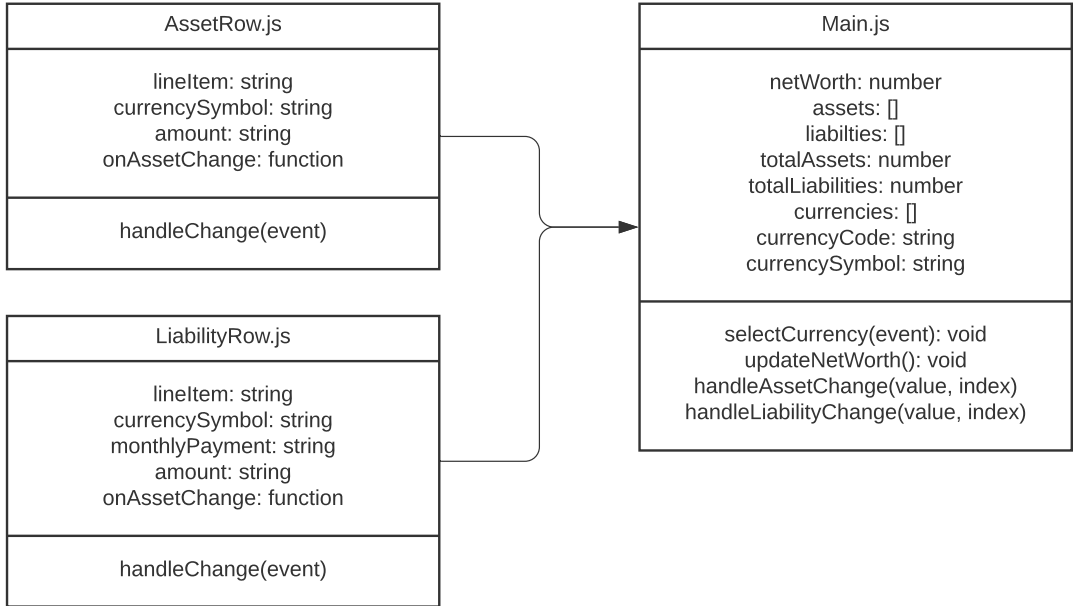 AssetRow.js
lineItem: string
currencySymbol: string
amount: string
onAssetChange: function
handleChange(event)
LiabilityRow.js
lineItem: string
currencySymbol: string
monthlyPayment: string
amount: string
onAssetChange: function
handleChange(event)
Main.js
netWorth: number
assets: []
liabilties: []
totalAssets: number
totalLiabilities: number
currencies: []
currencyCode: string
currencySymbol: string
selectCurrency(event): void
updateNetWorth(): void
handleAssetChange(value, index)
handleLiabilityChange(value, index)